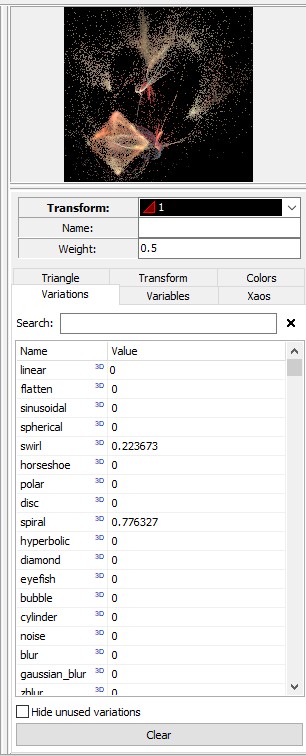 Transform: 1
Name:
Weight: 0.5
Triangle Transform Colors
Variations Variables Xaos
Search:
Name Value
linear 3D 0
flatten 3D 0
sinusoidal 3D 0
spherical 3D 0
swirl 3D 0.223673
horseshoe 3D 0
polar 3D 0
disc 3D 0
spiral 3D 0.776327
hyperbolic 3D 0
diamond 3D 0
eyefish 3D 0
bubble 3D 0
cylinder 3D 0
noise 3D 0
blur 3D 0
gaussian_blur 3D 0
zblur 3D 0
Hide unused variations
Clear